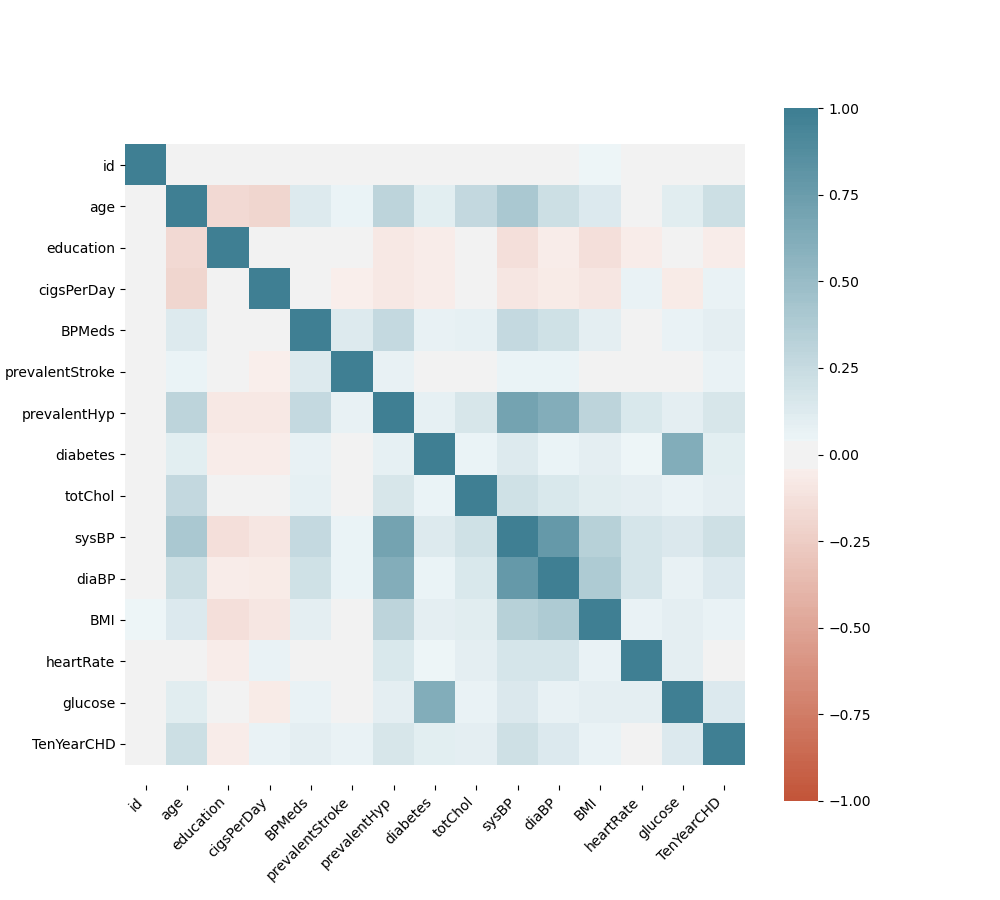 id
age
education
cigsPerDay
BPMeds
prevalentStroke
prevalentHyp
diabetes
totChol
sysBP
diaBP
BMI
heartRate
glucose
TenYearCHD
id
age
education
cigsPerDay
BPMeds
prevalentStroke
prevalentHyp
diabetes
totChol
sysBP
diaBP
BMI
heartRate
glucose
TenYearCHD
1.00
0.75
0.50
0.25
0.00
−0.25
−0.50
−0.75
−1.00